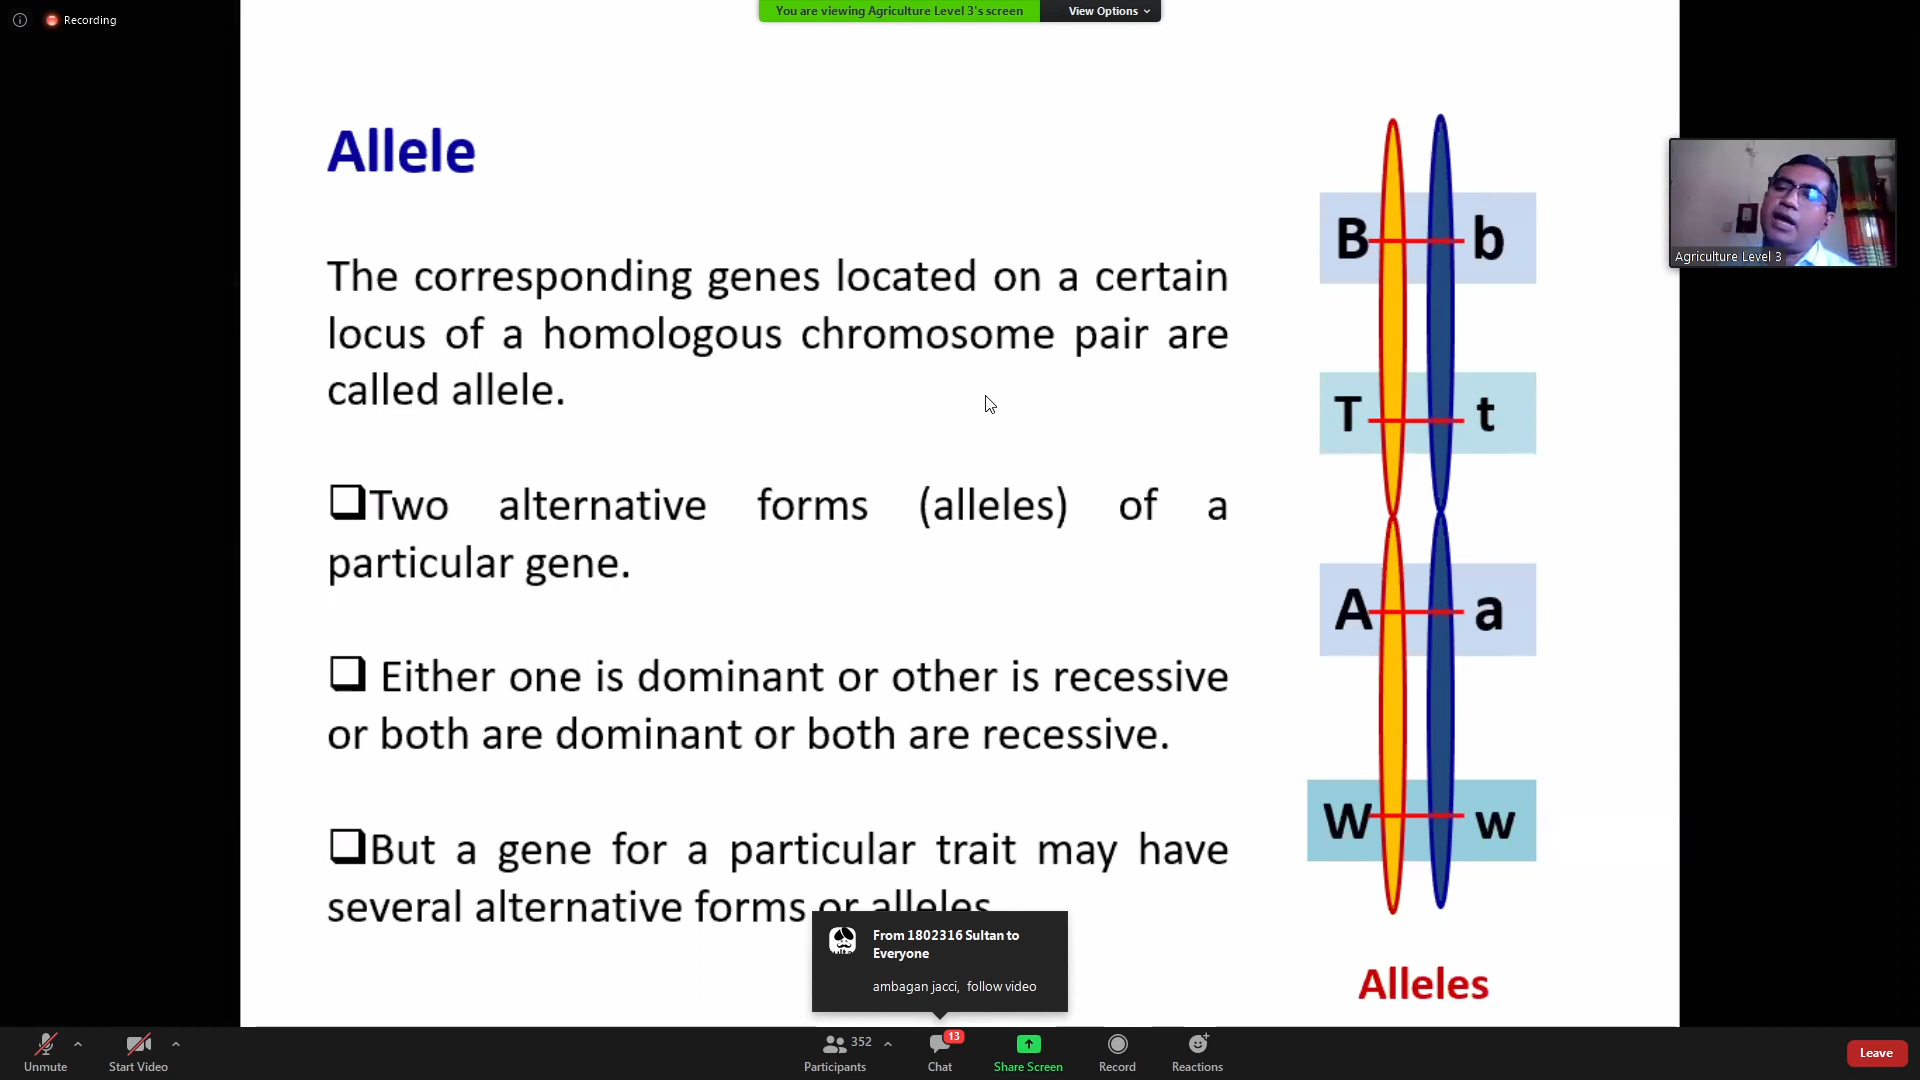 Recording
You are viewing Agriculture Level 3's screen
View Options
Allele
The corresponding genes located on a certain
locus of a homologous chromosome pair are
called allele.
❑Two alternative forms (alleles) of a
particular gene.
❑ Either one is dominant or other is recessive
or both are dominant or both are recessive.
❑But a gene for a particular trait may have
several alternative forms or alleles
B b
T t
A a
W w
Alleles
Agriculture Level 3
From 1802316 Sultan to
Everyone
ambagan jacci, follow video
Unmute
Start Video
352
Participants
13
Chat
Share Screen
Record
Reactions
Leave